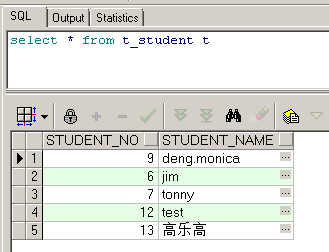 SQL Output Statistics
select * from t_student t
STUDENT_NO STUDENT_NAME
1 9 deng.monica ...
2 6 jim ...
3 7 tonny ...
4 12 test ...
5 13 高乐高 ...